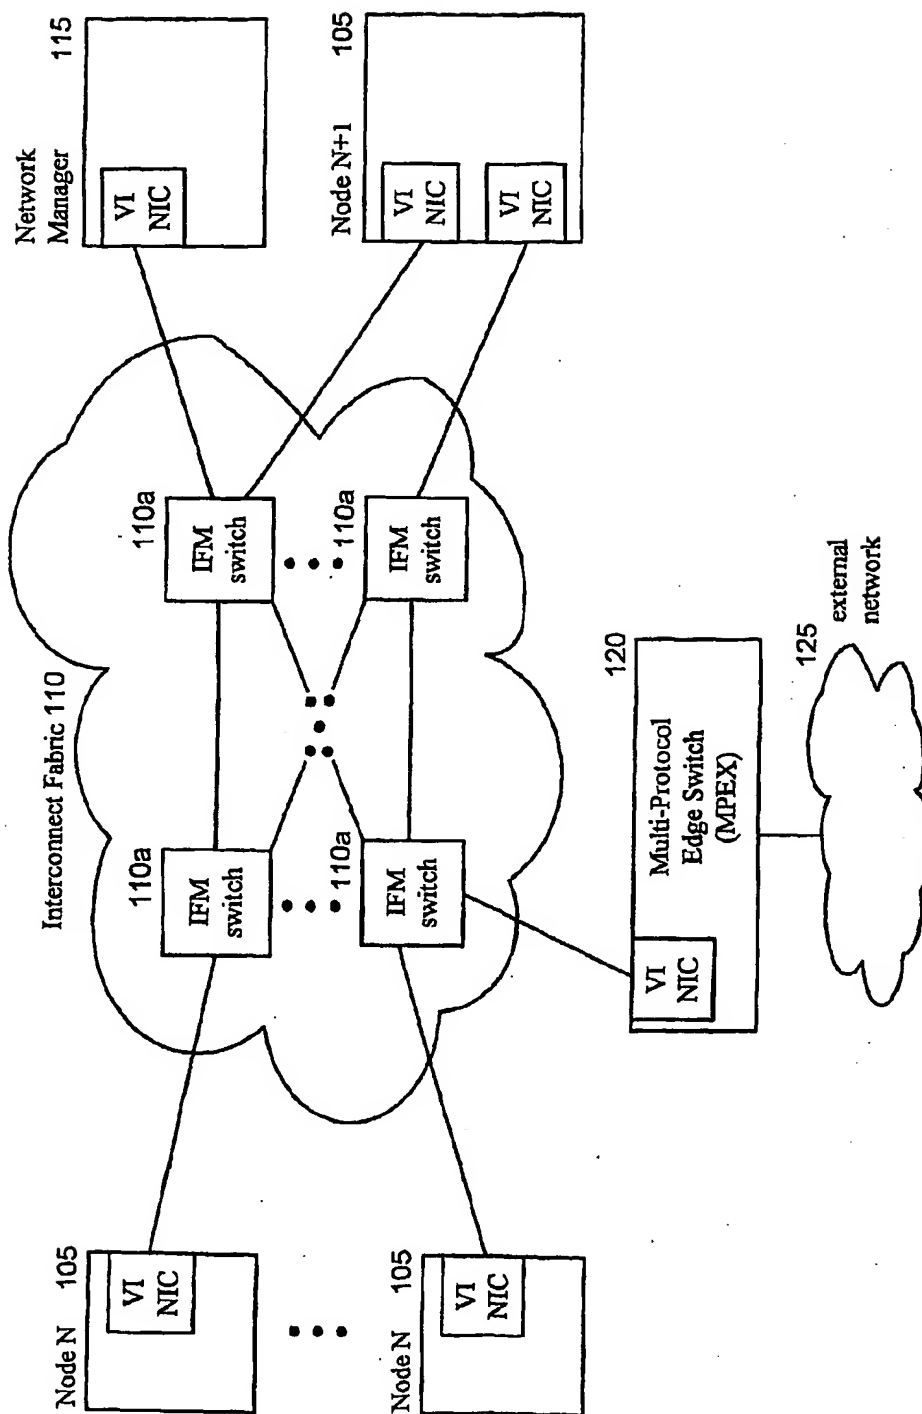 Network
Manager 115
VI
NIC
Node N+1 105
VI
NIC
VI
NIC
Interconnect Fabric 110
110a
IFM
switch
110a
IFM
switch
110a
IFM
switch
110a
IFM
switch
Node N 105
VI
NIC
Node N 105
VI
NIC
120
Multi-Protocol
Edge Switch
(MPEX)
VI
NIC
125
external
network